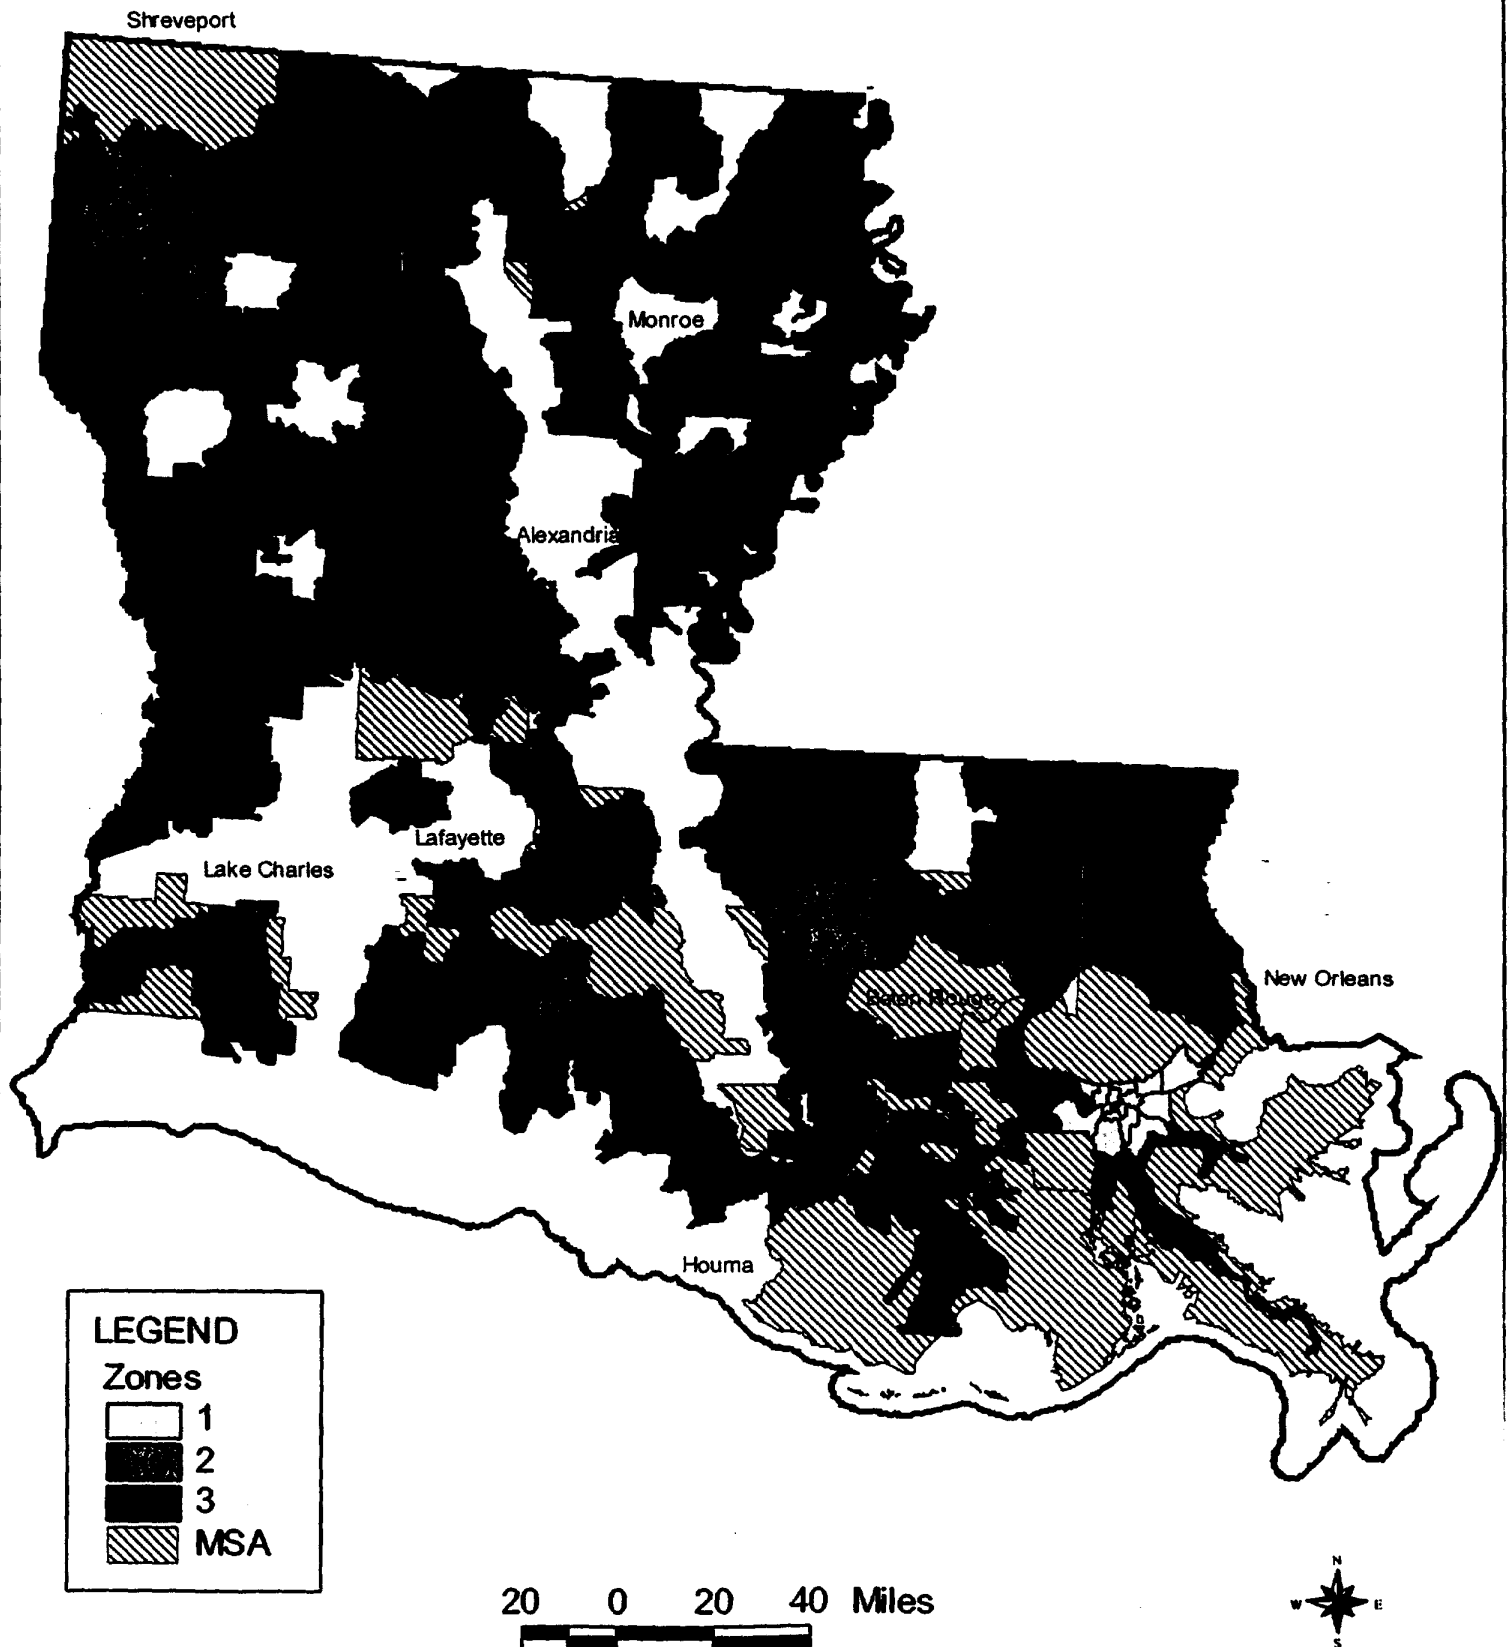 Shreveport
Monroe
Alexandria
Lafayette
Lake Charles
New Orleans
Baton Rouge
Houma
LEGEND
Zones
1
2
3
MSA
20 0 20 40 Miles
N
W E
S